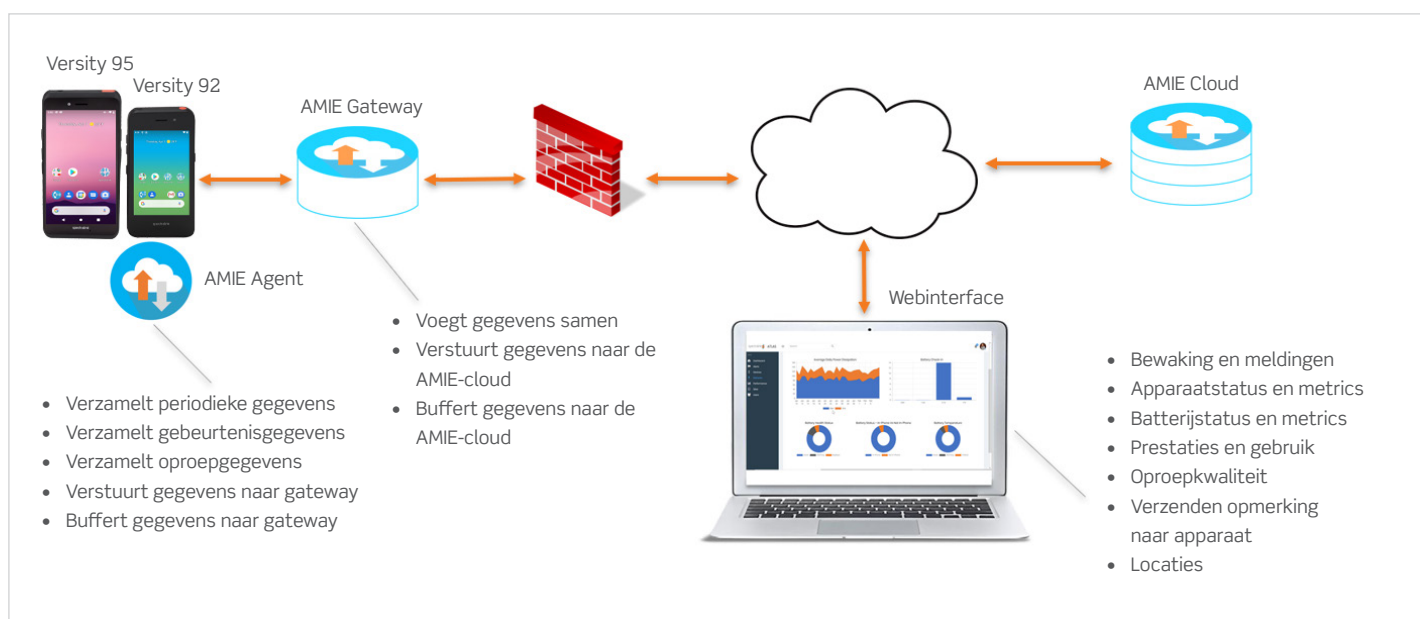 Versity 95
Versity 92
AMIE Gateway
AMIE Cloud
AMIE Agent
Webinterface
• Verzamelt periodieke gegevens
• Verzamelt gebeurtenisgegevens
• Verzamelt oproepgegevens
• Verstuurt gegevens naar gateway
• Buffert gegevens naar gateway
• Voegt gegevens samen
• Verstuurt gegevens naar de
AMIE-cloud
• Buffert gegevens naar de
AMIE-cloud
• Bewaking en meldingen
• Apparaatstatus en metrics
• Batterijstatus en metrics
• Prestaties en gebruik
• Oproepkwaliteit
• Verzenden opmerking
naar apparaat
• Locaties